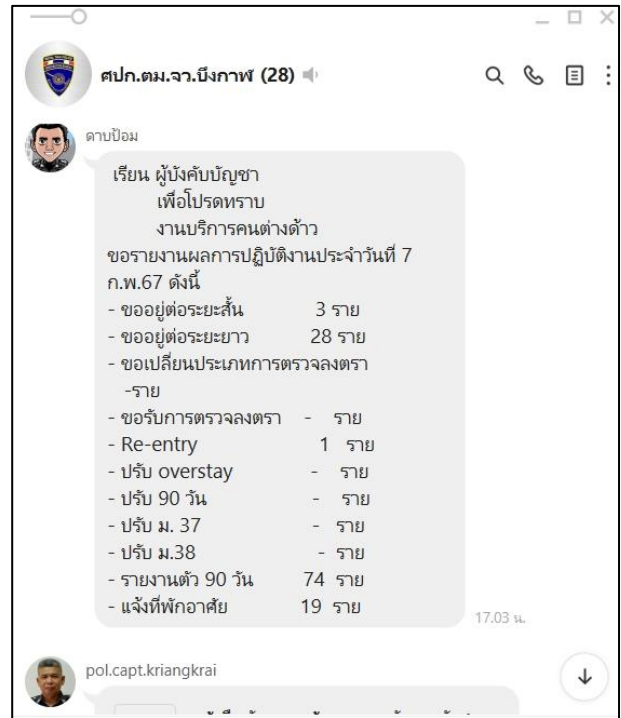 ศปก.ตม.จว.บึงกาฬ (28)
ดาบป้อม
เรียน ผู้บังคับบัญชา
เพื่อโปรดทราบ
งานบริการคนต่างด้าว
ขอรายงานผลการปฏิบัติงานประจำวันที่ 7
ก.พ.67 ดังนี้
- ขออยู่ต่อระยะสั้น 3 ราย
- ขออยู่ต่อระยะยาว 28 ราย
- ขอเปลี่ยนประเภทการตรวจลงตรา
-ราย
- ขอรับการตรวจลงตรา - ราย
- Re-entry 1 ราย
- ปรับ overstay - ราย
- ปรับ 90 วัน - ราย
- ปรับ ม. 37 - ราย
- ปรับ ม.38 - ราย
- รายงานตัว 90 วัน 74 ราย
- แจ้งที่พักอาศัย 19 ราย
17.03 น.
pol.capt.kriangkrai